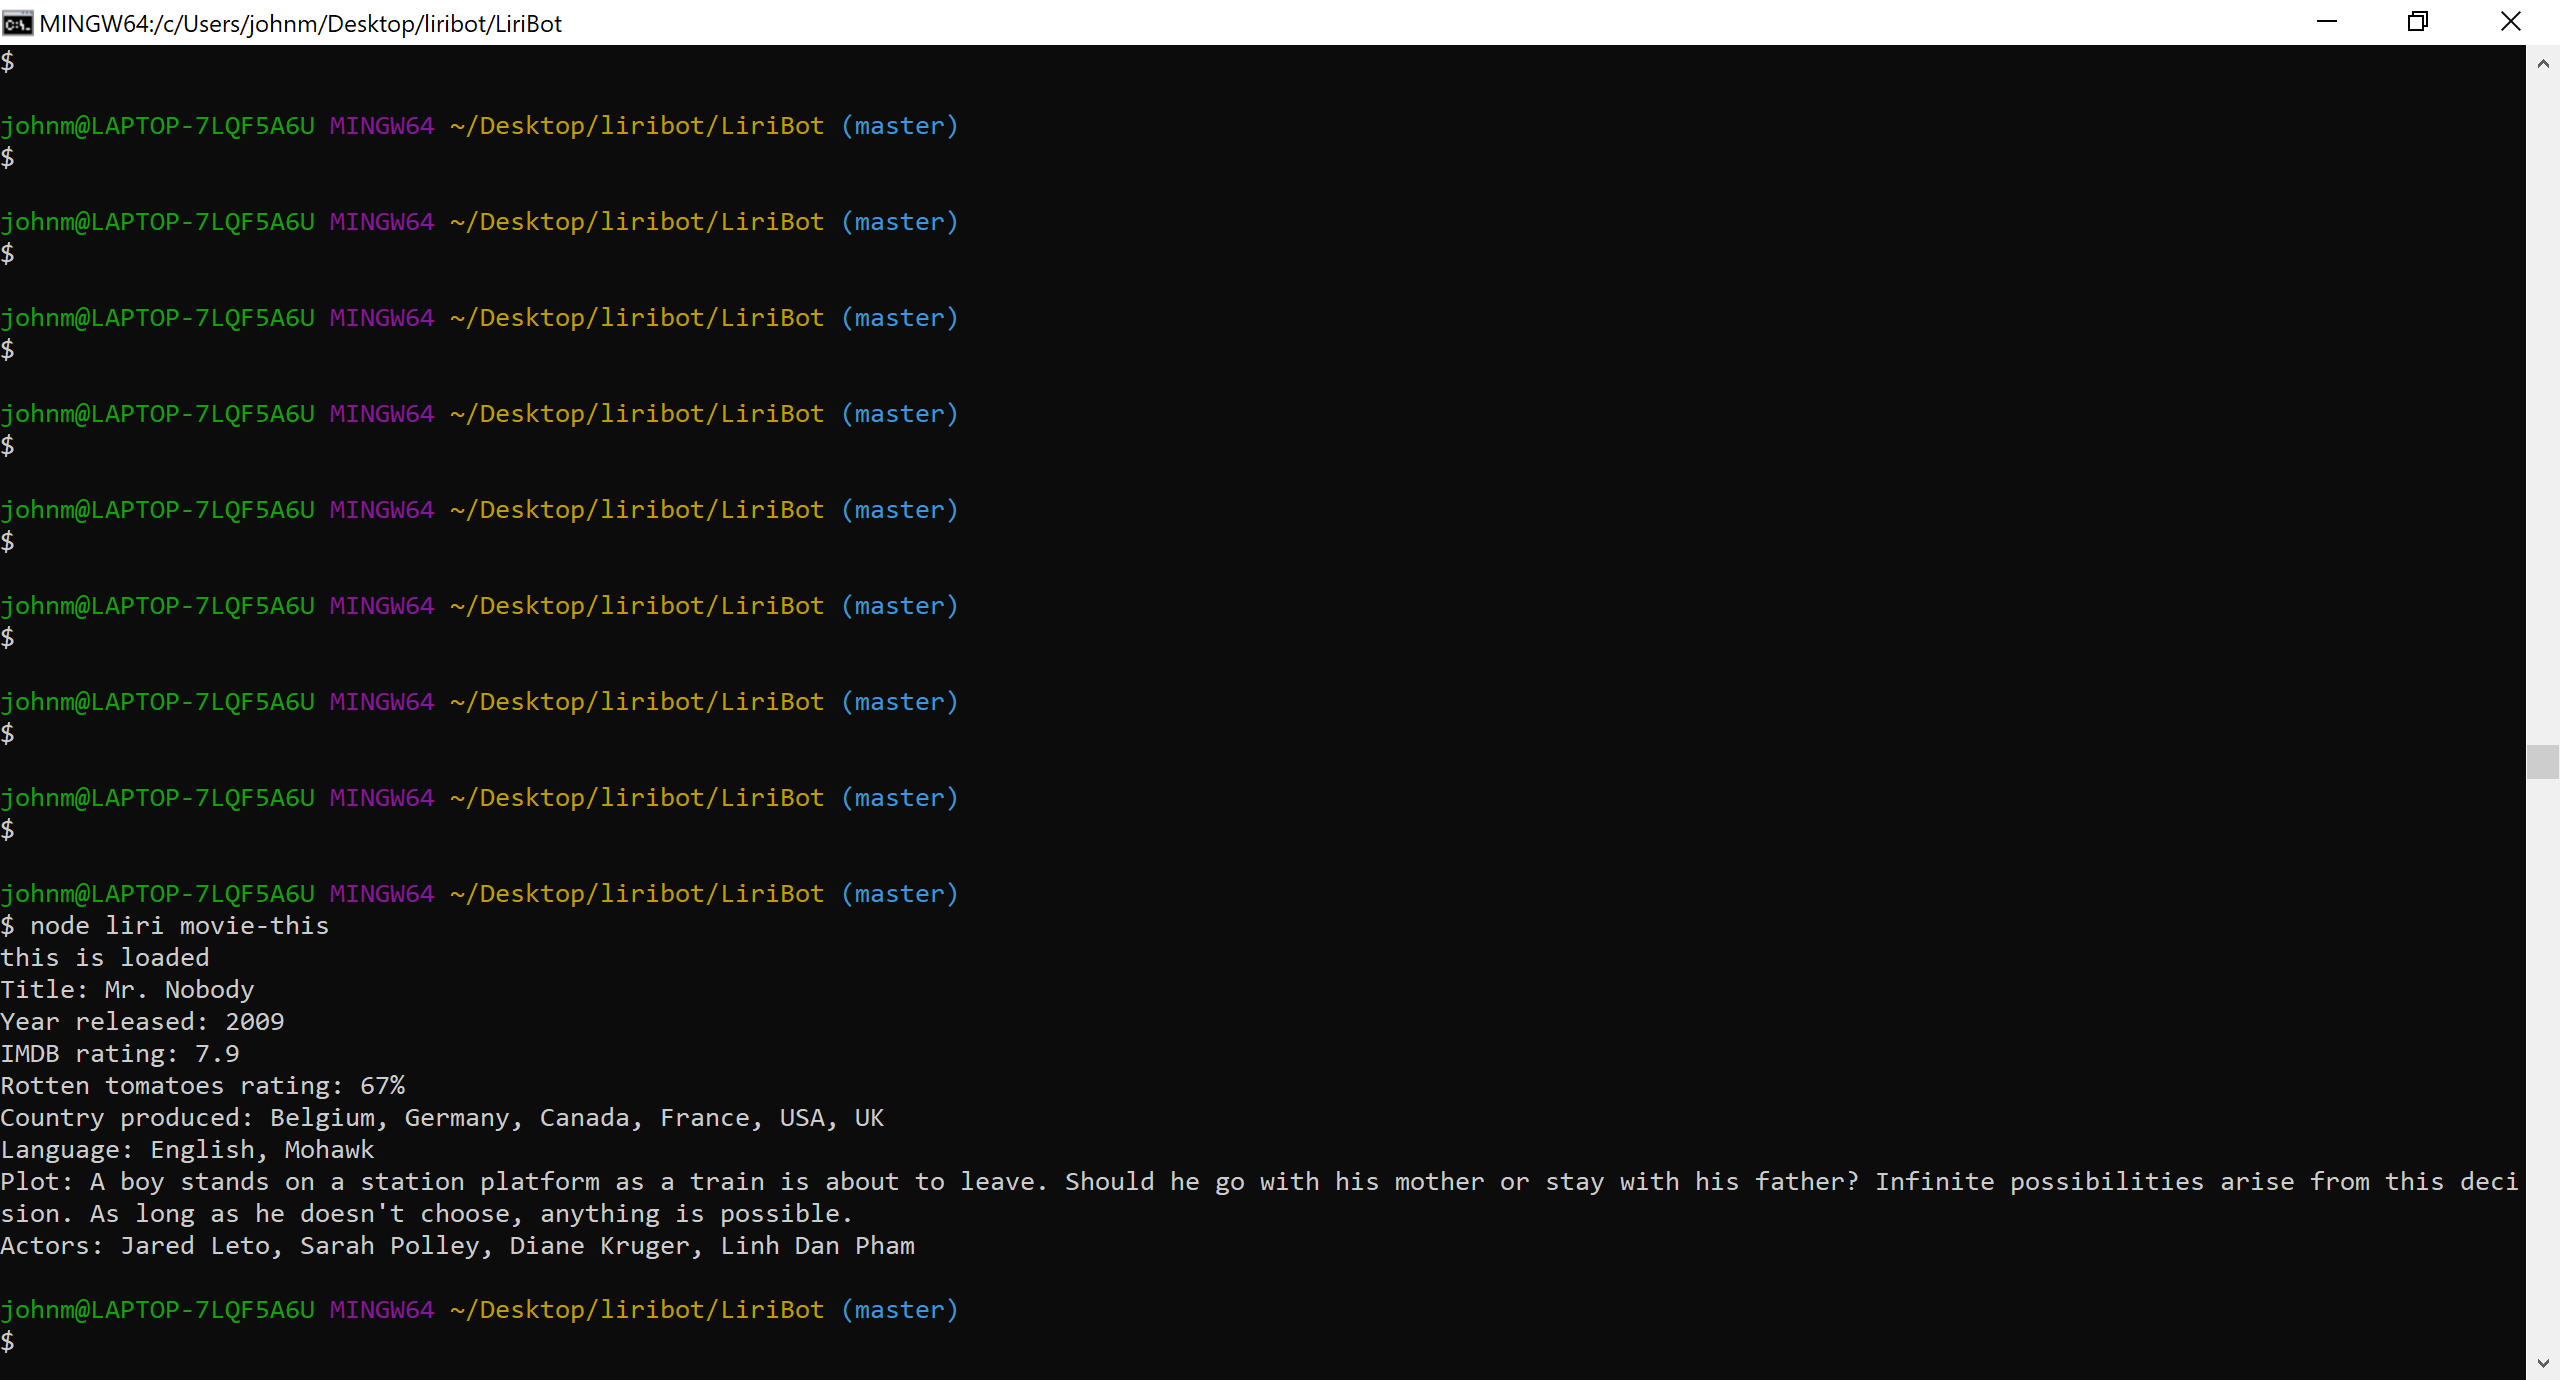 MINGW64:/c/Users/johnm/Desktop/liribot/LiriBot
$
johnm@LAPTOP-7LQF5A6U MINGW64 ~/Desktop/liribot/LiriBot (master)
$
johnm@LAPTOP-7LQF5A6U MINGW64 ~/Desktop/liribot/LiriBot (master)
$
johnm@LAPTOP-7LQF5A6U MINGW64 ~/Desktop/liribot/LiriBot (master)
$
johnm@LAPTOP-7LQF5A6U MINGW64 ~/Desktop/liribot/LiriBot (master)
$
johnm@LAPTOP-7LQF5A6U MINGW64 ~/Desktop/liribot/LiriBot (master)
$
johnm@LAPTOP-7LQF5A6U MINGW64 ~/Desktop/liribot/LiriBot (master)
$
johnm@LAPTOP-7LQF5A6U MINGW64 ~/Desktop/liribot/LiriBot (master)
$
johnm@LAPTOP-7LQF5A6U MINGW64 ~/Desktop/liribot/LiriBot (master)
$
johnm@LAPTOP-7LQF5A6U MINGW64 ~/Desktop/liribot/LiriBot (master)
$ node liri movie-this
this is loaded
Title: Mr. Nobody
Year released: 2009
IMDB rating: 7.9
Rotten tomatoes rating: 67%
Country produced: Belgium, Germany, Canada, France, USA, UK
Language: English, Mohawk
Plot: A boy stands on a station platform as a train is about to leave. Should he go with his mother or stay with his father? Infinite possibilities arise from this deci
sion. As long as he doesn't choose, anything is possible.
Actors: Jared Leto, Sarah Polley, Diane Kruger, Linh Dan Pham
johnm@LAPTOP-7LQF5A6U MINGW64 ~/Desktop/liribot/LiriBot (master)
$